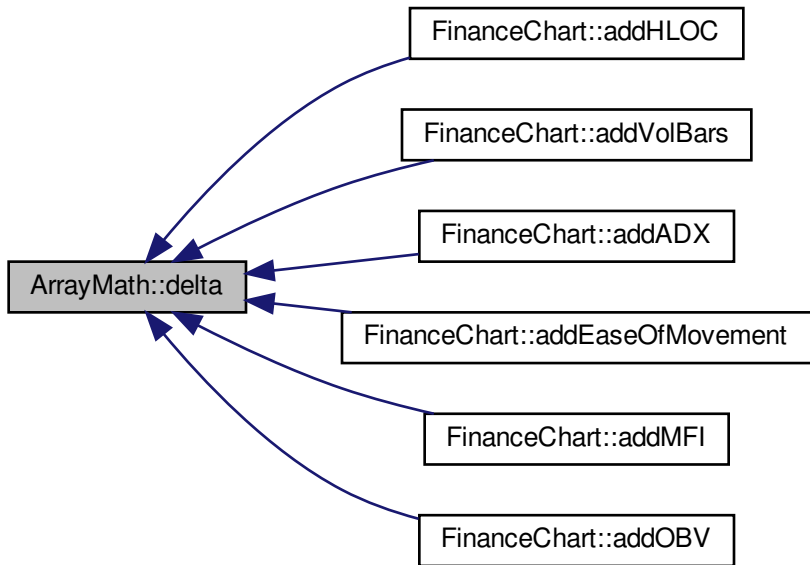 FinanceChart::addHLOC
FinanceChart::addVolBars
FinanceChart::addADX
ArrayMath::delta
FinanceChart::addEaseOfMovement
FinanceChart::addMFI
FinanceChart::addOBV